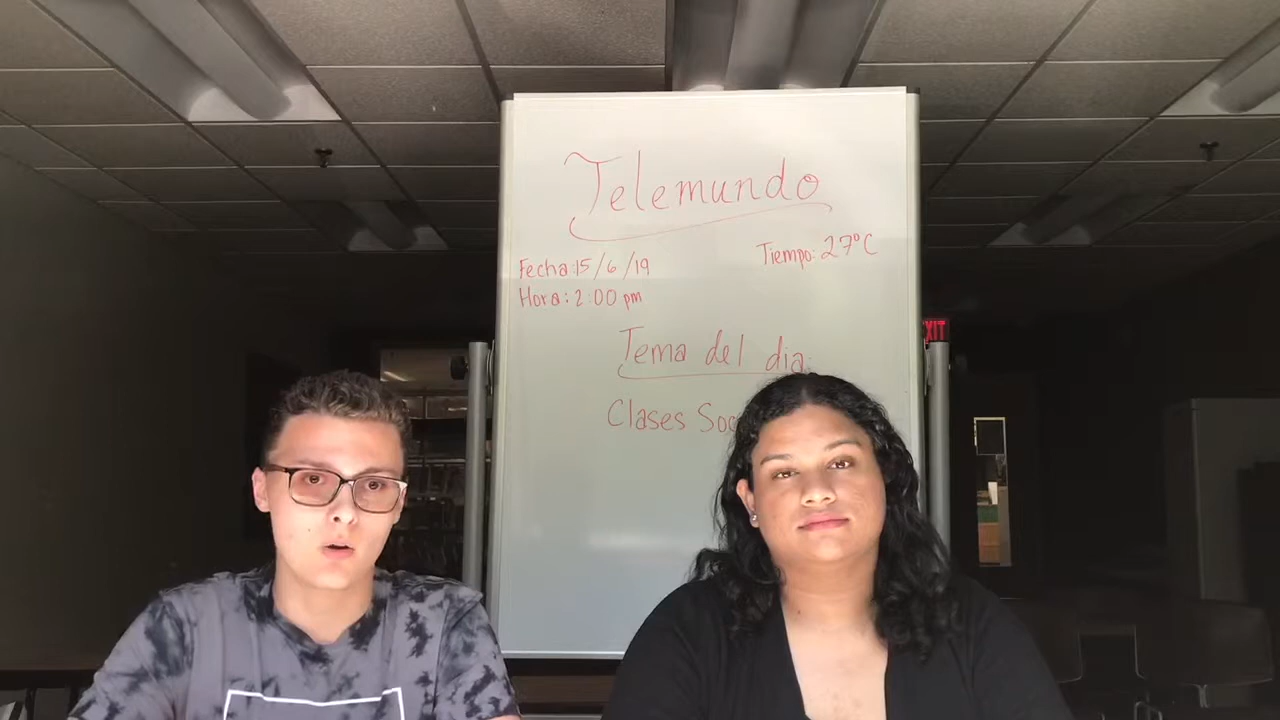 Telemundo
Fecha: 15/6/19
Tiempo: 27°C
Hora: 2:00 pm
Tema del dia:
Clases Soc
EXIT